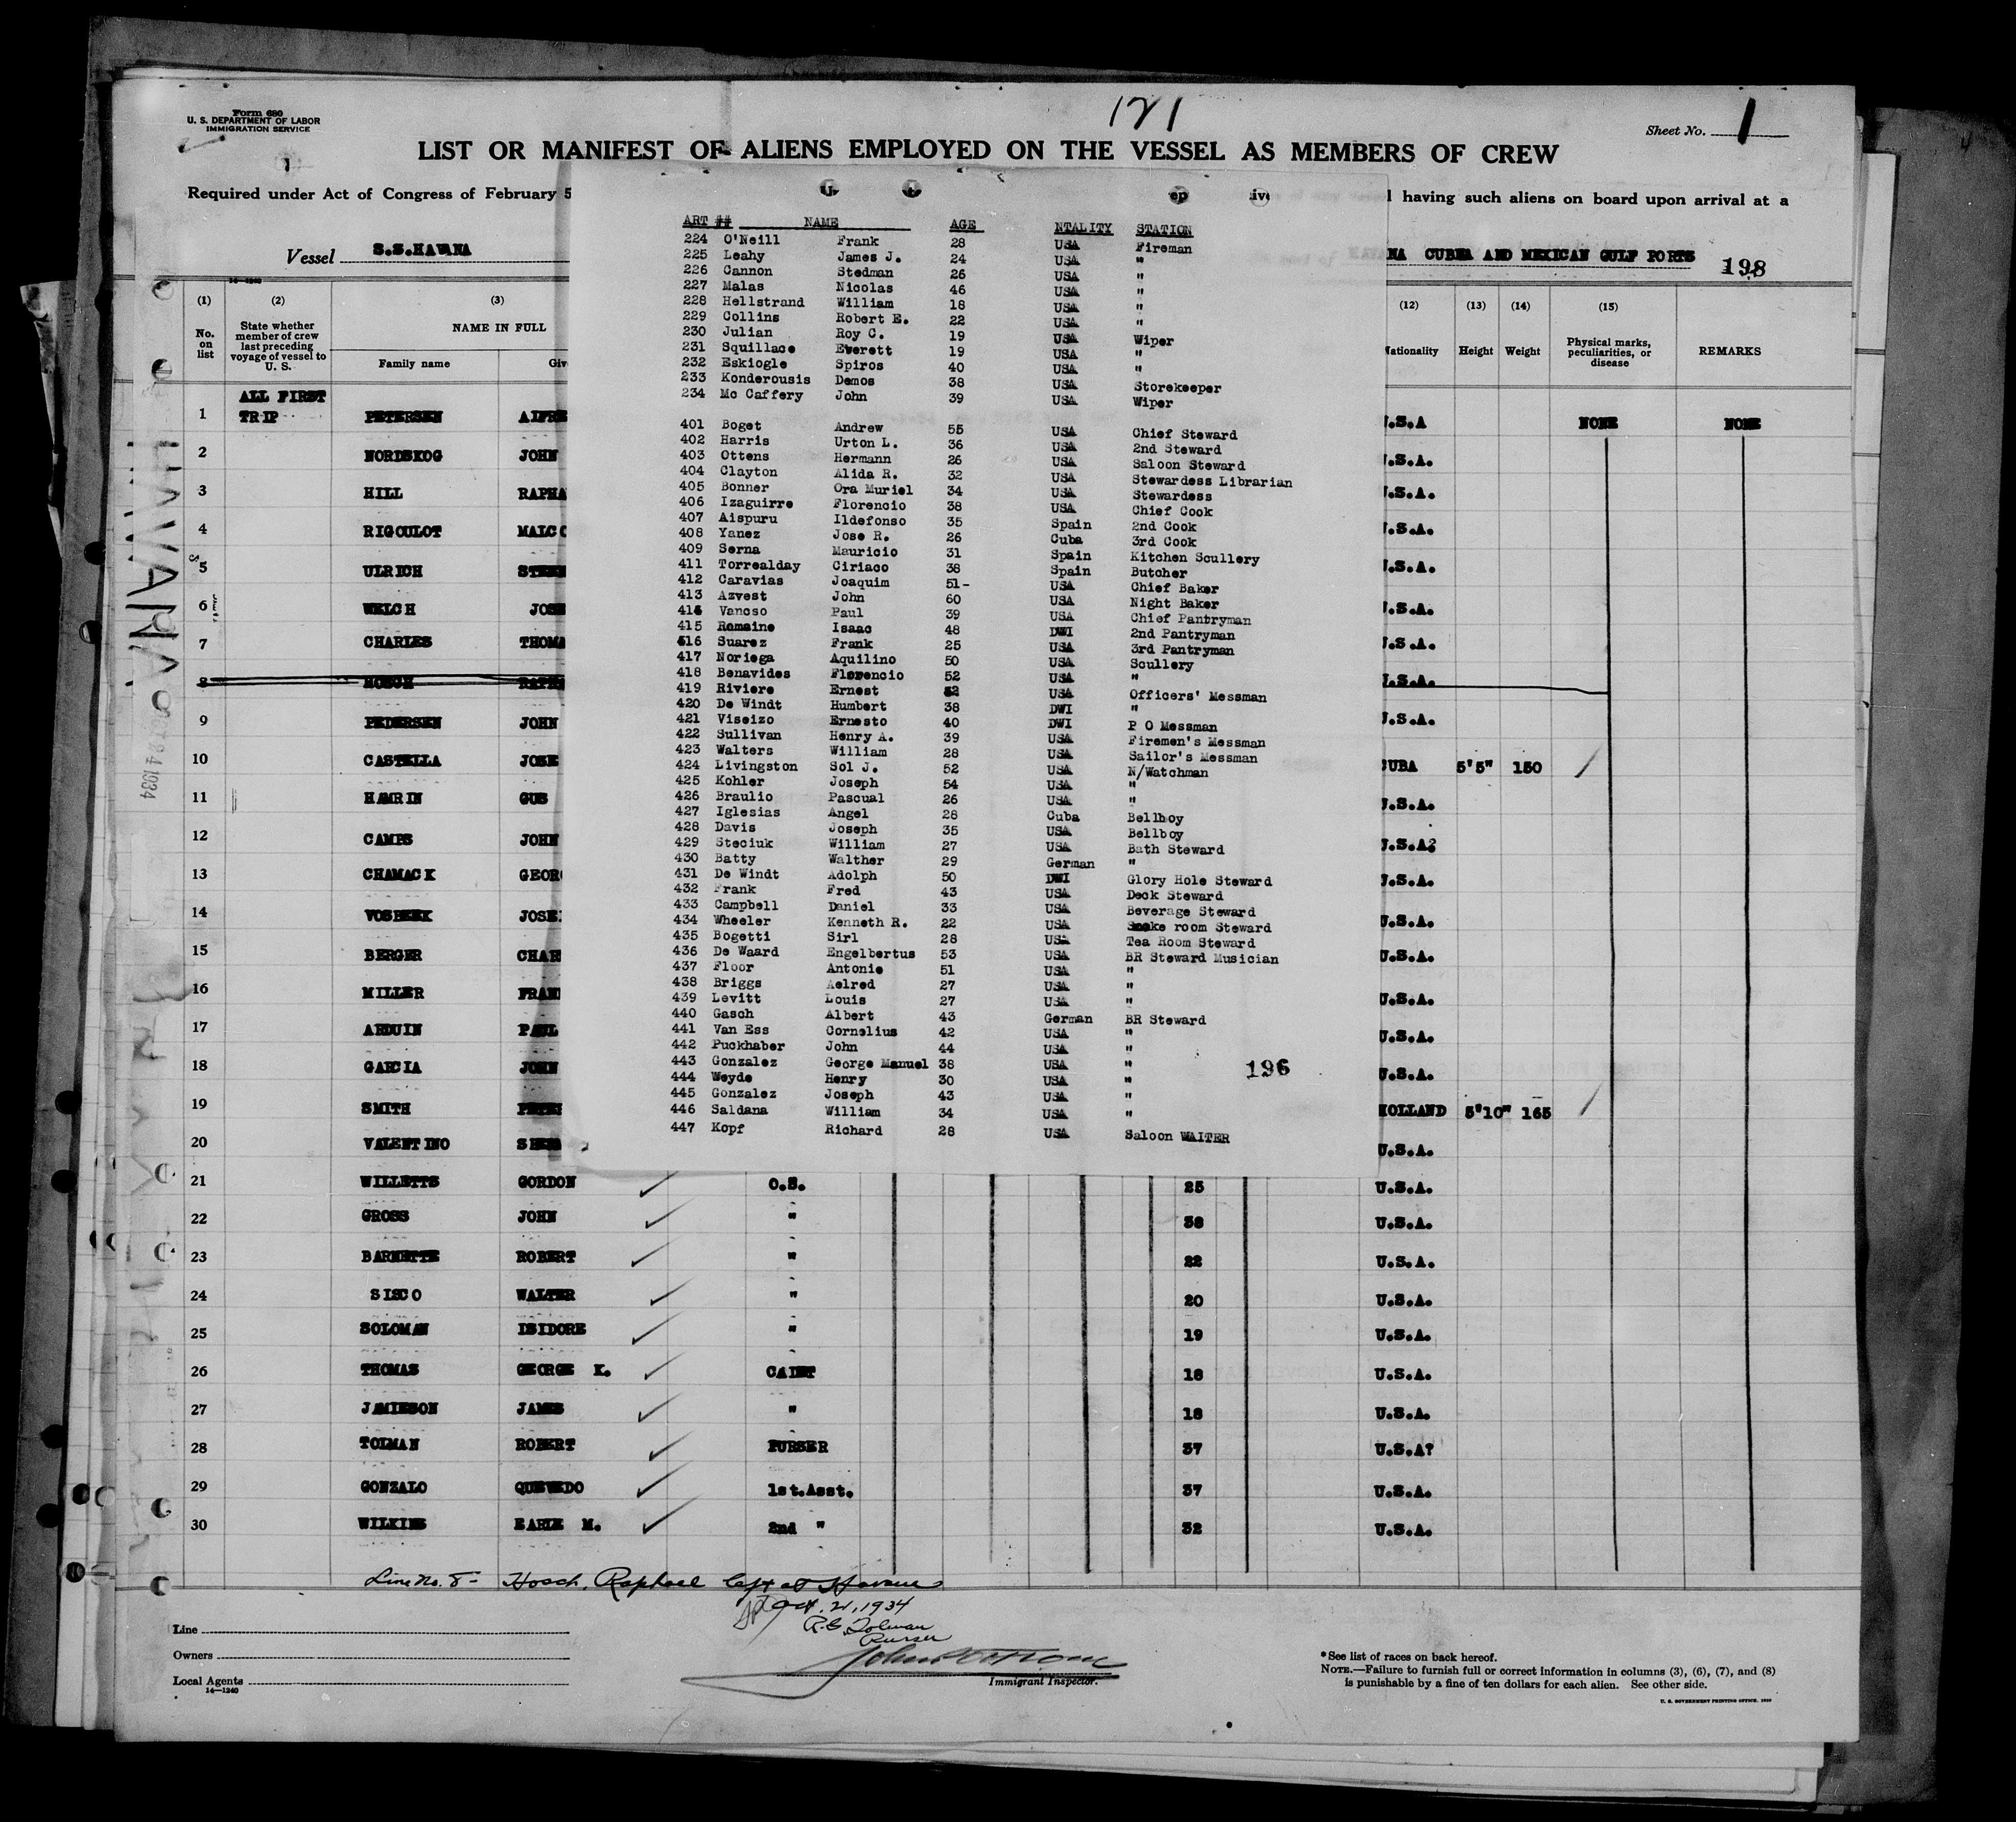 Form 680
U. S. DEPARTMENT OF LABOR
IMMIGRATION SERVICE
121
Sheet No. 1
LIST OR MANIFEST OF ALIENS EMPLOYED ON THE VESSEL AS MEMBERS OF CREW
Required under Act of Congress of February 5
having such aliens on board upon arrival at a
Vessel S.S.HAVANA
NA CUBHA AND MEXICAN GULF PORTS
198
14—1240
(1) (2) (3) (12) (13) (14) (15)
No. on list
State whether member of crew last preceding voyage of vessel to U. S.
NAME IN FULL
Family name
Nationality Height Weight
Physical marks, peculiarities, or disease
REMARKS
ART ## NAME AGE NTALITY STATION
224 O'Neill Frank 28 USA Fireman
225 Leahy James J. 24 USA "
226 Cannon Stedman 26 USA "
227 Malas Nicolas 46 USA "
228 Hellstrand William 18 USA "
229 Collins Robert E. 22 USA "
230 Julian Roy C. 19 USA Wiper
231 Squillace Everett 19 USA "
232 Eskiogle Spiros 40 USA "
233 Konderousis Demos 38 USA Storekeeper
234 Mc Caffery John 39 USA Wiper
401 Boget Andrew 55 USA Chief Steward
402 Harris Urton L. 36 USA 2nd Steward
403 Ottens Hermann 26 USA Saloon Steward
404 Clayton Alida R. 32 USA Stewardess Librarian
405 Bonner Ora Muriel 34 USA Stewardess
406 Izaguirre Florencio 38 USA Chief Cook
407 Aispuru Ildefonso 35 Spain 2nd Cook
408 Yanez Jose R. 26 Cuba 3rd Cook
409 Serna Mauricio 31 Spain Kitchen Scullery
411 Torrealday Ciriaco 38 Spain Butcher
412 Caravias Joaquim 51- USA Chief Baker
413 Azvest John 60 USA Night Baker
414 Vancso Paul 39 USA Chief Pantryman
415 Romaine Isaac 48 DWI 2nd Pantryman
516 Suarez Frank 25 USA 3rd Pantryman
417 Noriega Aquilino 50 USA Scullery
418 Benavides Florencio 52 USA "
419 Riviere Ernest 52 USA Officers' Messman
420 De Windt Humbert 38 DWI "
421 Viseizo Ernesto 40 DWI P O Messman
422 Sullivan Henry A. 39 USA Firemen's Messman
423 Walters William 28 USA Sailor's Messman
424 Livingston Sol J. 52 USA N/Watchman
425 Kohler Joseph 54 USA "
426 Braulio Pascual 26 USA "
427 Iglesias Angel 28 Cuba Bellboy
428 Davis Joseph 35 USA Bellboy
429 Steciuk William 27 USA Bath Steward
430 Batty Walther 29 German "
431 De Windt Adolph 50 DWI Glory Hole Steward
432 Frank Fred 43 USA Deck Steward
433 Campbell Daniel 33 USA Beverage Steward
434 Wheeler Kenneth R. 22 USA Smoke room Steward
435 Bogetti Sirl 28 USA Tea Room Steward
436 De Waard Engelbertus 53 USA BR Steward Musician
437 Floor Antonie 51 USA "
438 Briggs Aelred 27 USA "
439 Levitt Louis 27 USA "
440 Gasch Albert 43 German BR Steward
441 Van Ess Cornelius 42 USA "
442 Puckhaber John 44 USA "
443 Gonzalez George Manuel 38 USA "
444 Weyde Henry 30 USA "
445 Gonzalez Joseph 43 USA "
446 Saldana William 34 USA "
447 Kopf Richard 28 USA Saloon WAITER
196
ALL FIRST
1 TRIP PETERSEN ALFRE U.S.A NONE NONE
2 NORDSKOG JOHN U.S.A.
3 HILL RAPHA U.S.A.
4 RIGOULOT MALCO U.S.A.
5 ULRICH U.S.A.
6 WELCH JOSE U.S.A.
7 CHARLES THOMA U.S.A.
8 HOSCH RAPHA U.S.A.
9 PEDERSEN JOHN U.S.A.
10 CASTELLA JOSE CUBA 5'5" 150
11 HAMRIN GUS U.S.A.
12 CAMPS JOHN U.S.A?
13 CHAMACK GEORG U.S.A.
14 VOSBEEK JOSE U.S.A.
15 BERGER CHAR U.S.A.
16 MILLER FRAN U.S.A.
17 ARDUIN PAUL U.S.A.
18 GARCIA JOHN U.S.A.
19 SMITH PETER HOLLAND 5'10" 165
20 VALENTINO U.S.A.
21 WILLETTS GORDON O.S. 25 U.S.A.
22 GROSS JOHN " 38 U.S.A.
23 BARNETTE ROBERT " 22 U.S.A.
24 SISCO WALTER " 20 U.S.A.
25 SOLOMAN ISIDORE " 19 U.S.A.
26 THOMAS GEORGE K. CADET 18 U.S.A.
27 JAMIESON JAMES " 18 U.S.A.
28 TOLMAN ROBERT PURSER 37 U.S.A?
29 GONZALO QUEVEDO 1st.Asst. 37 U.S.A.
30 WILKINS EARLE M. 2nd " 32 U.S.A.
HAVANA
1934
Line No. 8- Hosch, Raphael left at Havana
Oct. 21, 1934
R.G. Tolman
Purser
Line
Owners
Local Agents
14—1240
Immigrant Inspector.
*See list of races on back hereof.
NOTE.—Failure to furnish full or correct information in columns (3), (6), (7), and (8)
is punishable by a fine of ten dollars for each alien. See other side.
U. S. GOVERNMENT PRINTING OFFICE